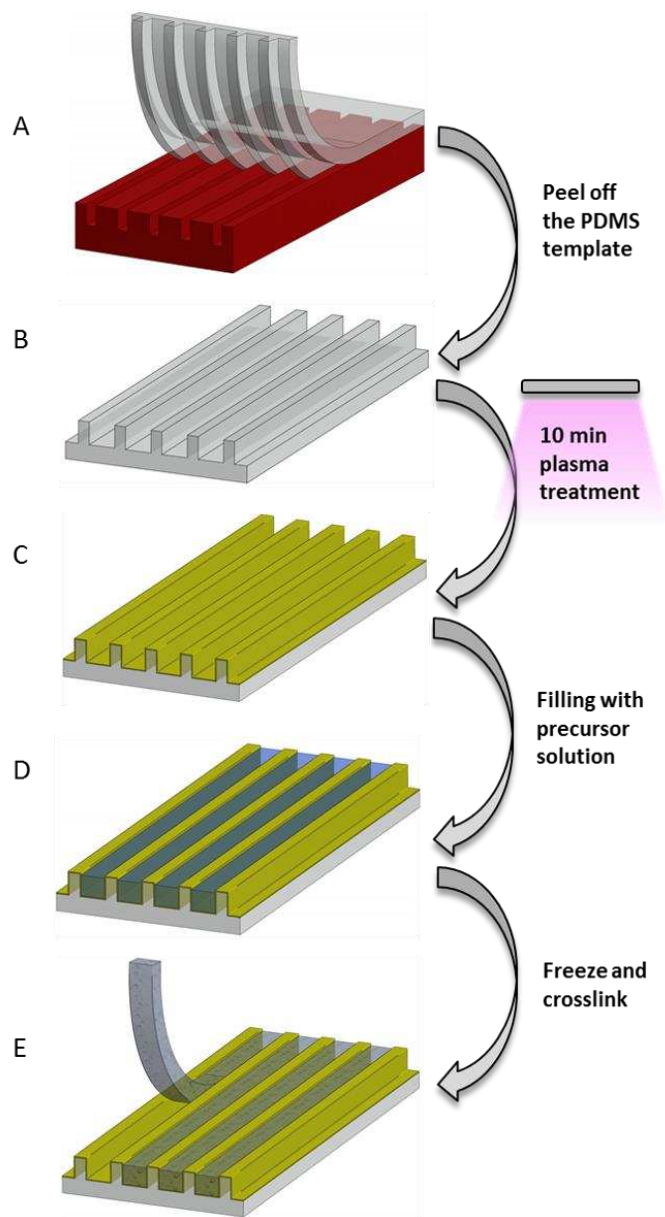 A
Peel off
the PDMS
template
B
10 min
plasma
treatment
C
Filling with
precursor
solution
D
Freeze and
crosslink
E